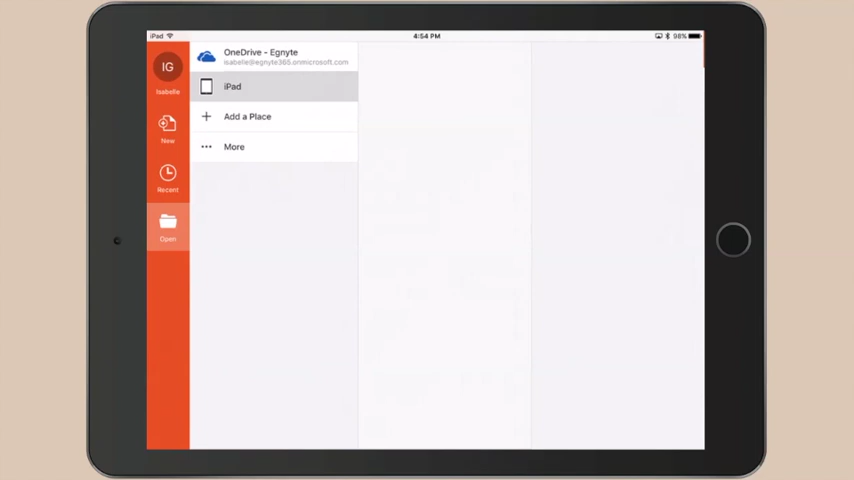 iPad
4:54 PM
98%
IG
Isabelle
New
Recent
Open
OneDrive - Egnyte
isabelle@egnyte365.onmicrosoft.com
iPad
Add a Place
More